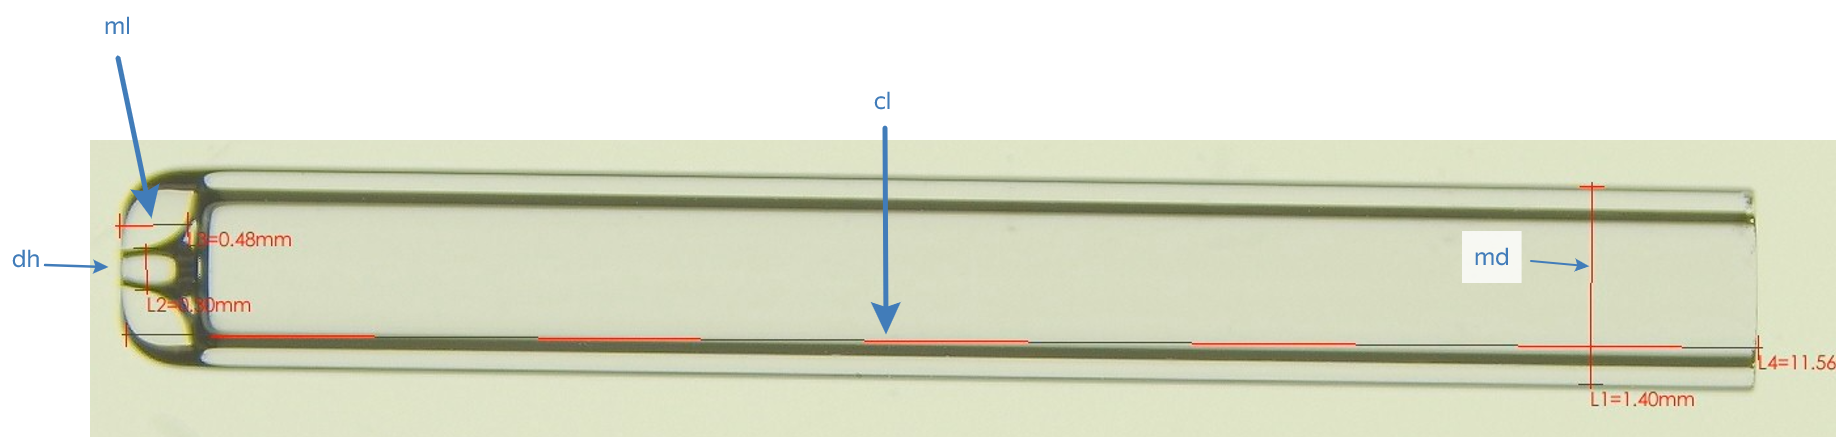 ml
cl
L3=0.48mm
dh
md
L2=0.30mm
L4=11.56
L1=1.40mm